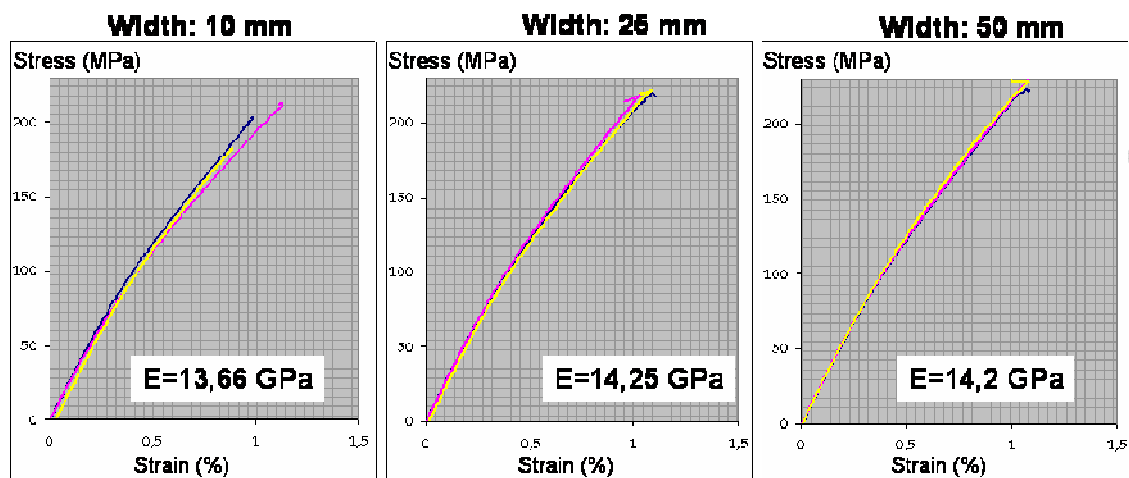 Width: 10 mm
Stress (MPa)
200
150
100
50
0
E=13,66 GPa
0 0,5 1 1,5
Strain (%)
Width: 25 mm
Stress (MPa)
200
150
100
50
0
E=14,25 GPa
0 0,5 1 1,5
Strain (%)
Width: 50 mm
Stress (MPa)
200
150
100
50
0
E=14,2 GPa
0 0,5 1 1,5
Strain (%)